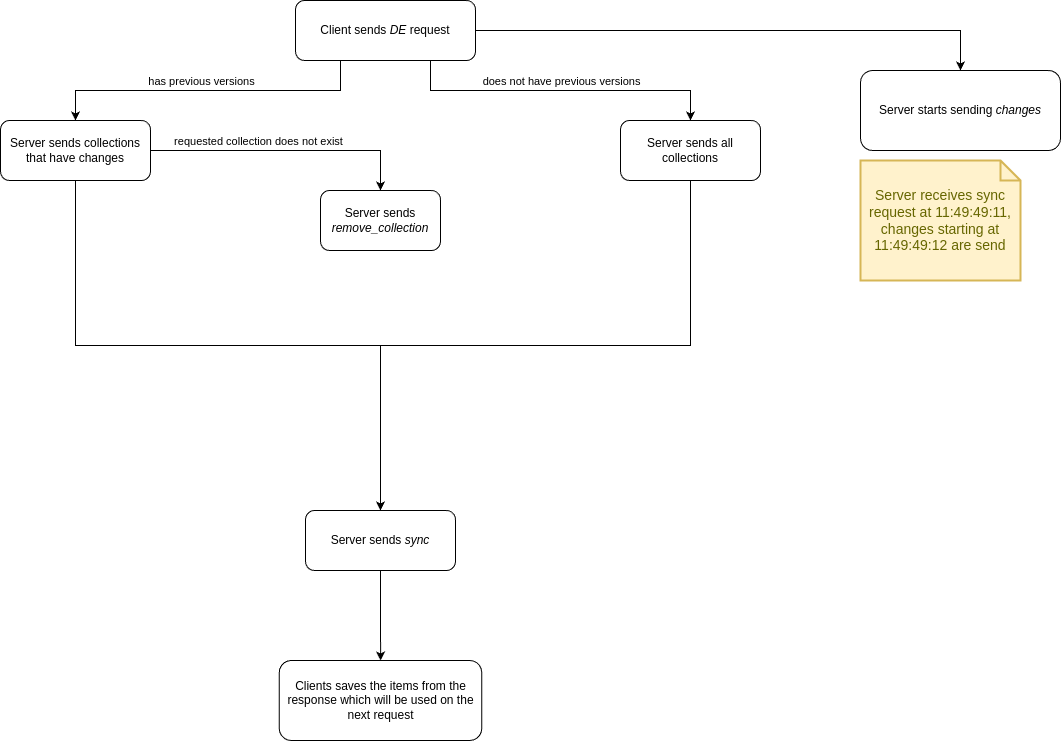 Client sends DE request
has previous versions
does not have previous versions
Server starts sending changes
Server sends collections
that have changes
requested collection does not exist
Server sends all
collections
Server sends
remove_collection
Server receives sync
request at 11:49:49:11,
changes starting at
11:49:49:12 are send
Server sends sync
Clients saves the items from the
response which will be used on the
next request